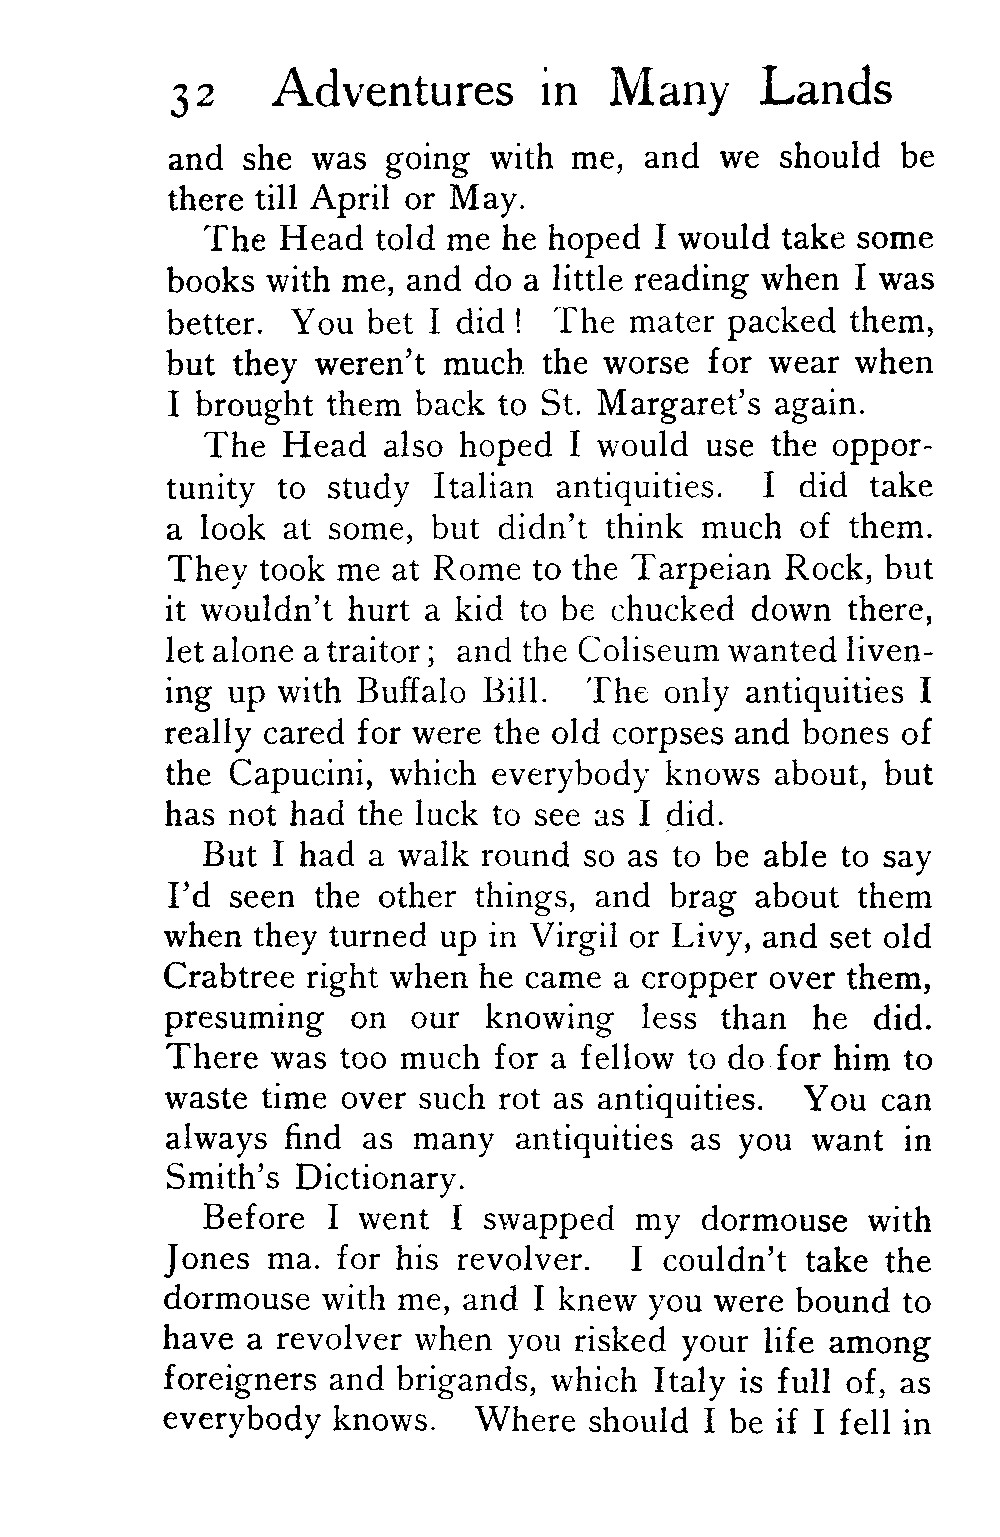 32 Adventures in Many Lands
and she was going with me, and we should be
there till April or May.
The Head told me he hoped I would take some
books with me, and do a little reading when I was
better. You bet I did! The mater packed them,
but they weren't much the worse for wear when
I brought them back to St. Margaret's again.
The Head also hoped I would use the oppor-
tunity to study Italian antiquities. I did take
a look at some, but didn't think much of them.
They took me at Rome to the Tarpeian Rock, but
it wouldn't hurt a kid to be chucked down there,
let alone a traitor; and the Coliseum wanted liven-
ing up with Buffalo Bill. The only antiquities I
really cared for were the old corpses and bones of
the Capucini, which everybody knows about, but
has not had the luck to see as I did.
But I had a walk round so as to be able to say
I'd seen the other things, and brag about them
when they turned up in Virgil or Livy, and set old
Crabtree right when he came a cropper over them,
presuming on our knowing less than he did.
There was too much for a fellow to do for him to
waste time over such rot as antiquities. You can
always find as many antiquities as you want in
Smith's Dictionary.
Before I went I swapped my dormouse with
Jones ma. for his revolver. I couldn't take the
dormouse with me, and I knew you were bound to
have a revolver when you risked your life among
foreigners and brigands, which Italy is full of, as
everybody knows. Where should I be if I fell in